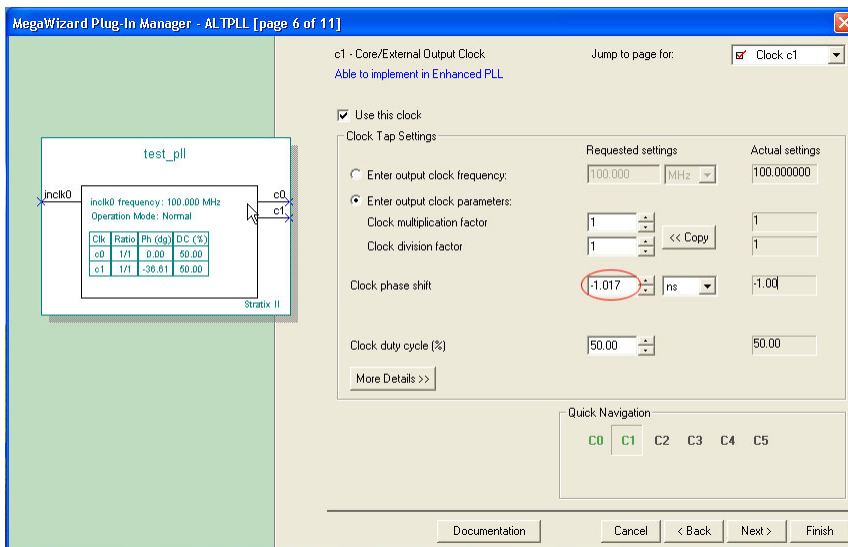 MegaWizard Plug-In Manager - ALTPLL [page 6 of 11]
c1 - Core/External Output Clock
Jump to page for:
Clock c1
Able to implement in Enhanced PLL
Use this clock
Clock Tap Settings
Requested settings
Actual settings
Enter output clock frequency:
100.000
MHz
100.000000
Enter output clock parameters:
Clock multiplication factor
1
1
<< Copy
Clock division factor
1
1
Clock phase shift
-1.017
ns
-1.00
Clock duty cycle (%)
50.00
50.00
More Details >>
Quick Navigation
C0 C1 C2 C3 C4 C5
Documentation
Cancel
< Back
Next >
Finish
test_pll
inclk0
c0
c1
inclk0 frequency: 100.000 MHz
Operation Mode: Normal
Clk Ratio Ph (dg) DC (%)
c0 1/1 0.00 50.00
c1 1/1 -36.61 50.00
Stratix II